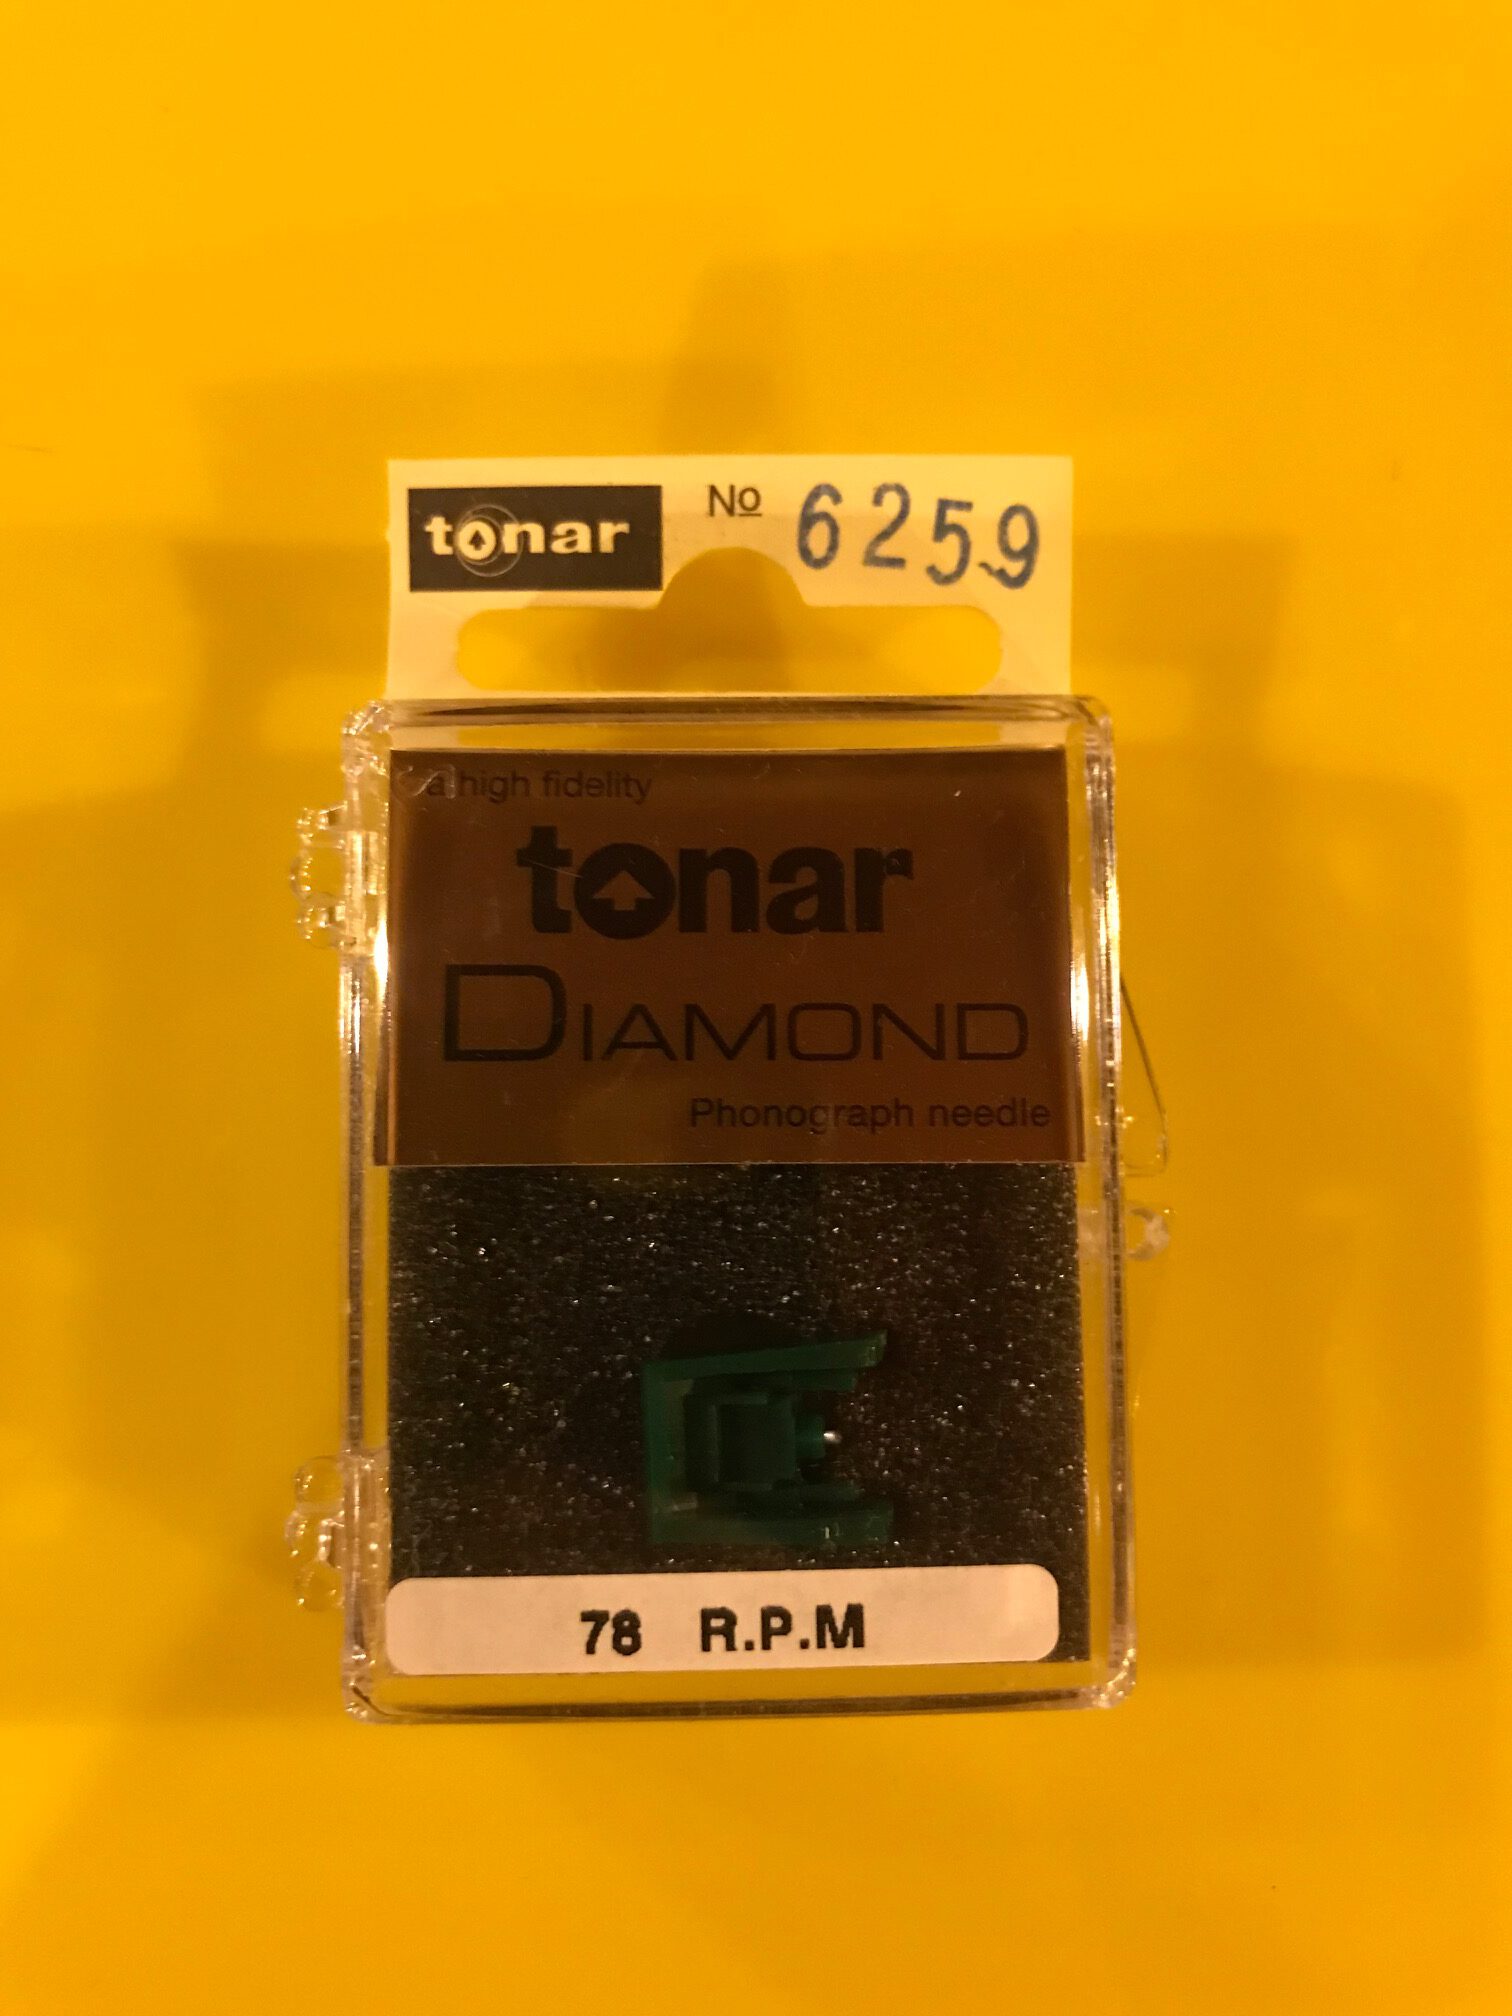 tonar
№ 6259
a high fidelity
tonar
DIAMOND
Phonograph needle
78 R.P.M